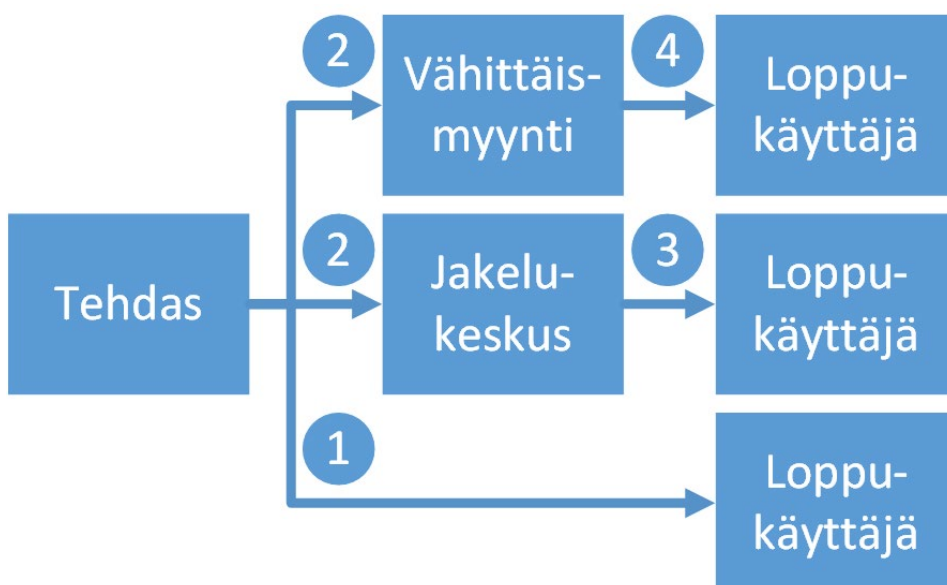 2
Vähittäis-
myynti
4
Loppu-
käyttäjä
Tehdas
2
Jakelu-
keskus
3
Loppu-
käyttäjä
1
Loppu-
käyttäjä